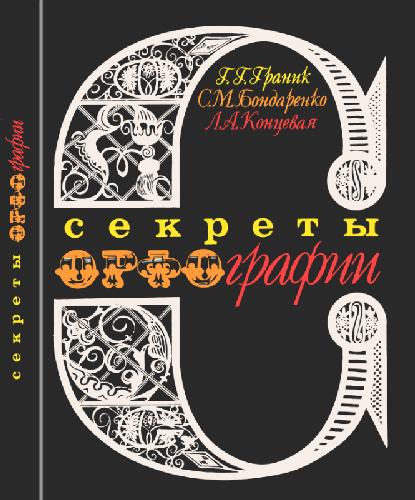 Г.Г.Граник
С.М.Бондаренко
Л.А.Концевая
секреты
ОРФОграфии
секреты ОРФОграфии